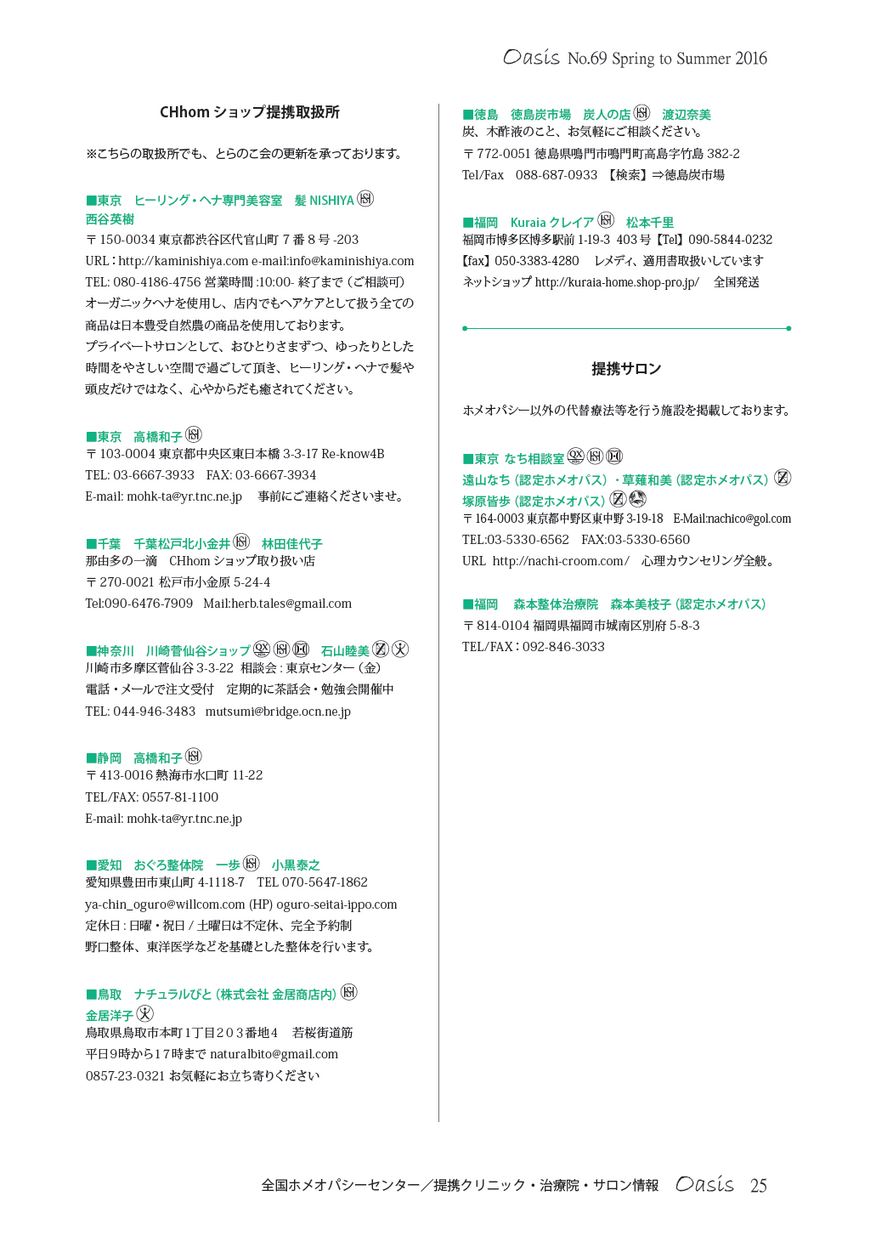 Oasis No.69 Spring to Summer 2016
CHhom ショップ提携取扱所
※こちらの取扱所でも、とらのこ会の更新を承っております。
■東京　ヒーリング・ヘナ専門美容室　髪 NISHIYA
西谷英樹
〒 150-0034 東京都渋谷区代官山町 7 番 8 号 -203
URL：http://kaminishiya.com e-mail:info@kaminishiya.com
TEL: 080-4186-4756 営業時間 :10:00- 終了まで（ご相談可）
オーガニックヘナを使用し、店内でもヘアケアとして扱う全ての
商品は日本豊受自然農の商品を使用しております。
プライベートサロンとして、おひとりさまずつ、ゆったりとした
時間をやさしい空間で過ごして頂き、ヒーリング・ヘナで髪や
頭皮だけではなく、心やからだも癒されてください。
■東京　高橋和子
〒 103-0004 東京都中央区東日本橋 3-3-17 Re-know4B
TEL: 03-6667-3933　FAX: 03-6667-3934
E-mail: mohk-ta@yr.tnc.ne.jp　事前にご連絡くださいませ。
■千葉　千葉松戸北小金井　林田佳代子
那由多の一滴　CHhom ショップ取り扱い店
〒 270-0021 松戸市小金原 5-24-4
Tel:090-6476-7909　Mail:herb.tales@gmail.com
■神奈川　川崎菅仙谷ショップ　石山睦美
川崎市多摩区菅仙谷 3-3-22 相談会 : 東京センター（金）
電話・メールで注文受付　定期的に茶話会・勉強会開催中
TEL: 044-946-3483　mutsumi@bridge.ocn.ne.jp
■静岡　高橋和子
〒 413-0016 熱海市水口町 11-22
TEL/FAX: 0557-81-1100
E-mail: mohk-ta@yr.tnc.ne.jp
■愛知　おぐろ整体院　一歩　小黒泰之
愛知県豊田市東山町 4-1118-7　TEL 070-5647-1862
ya-chin_oguro@willcom.com (HP) oguro-seitai-ippo.com
定休日 : 日曜・祝日 / 土曜日は不定休、完全予約制
野口整体、東洋医学などを基礎とした整体を行います。
■鳥取　ナチュラルびと（株式会社 金居商店内）
金居洋子
鳥取県鳥取市本町１丁目２０３番地４　若桜街道筋
平日９時から１７時まで naturalbito@gmail.com
0857-23-0321 お気軽にお立ち寄りください
■徳島　徳島炭市場　炭人の店　渡辺奈美
炭、木酢液のこと、お気軽にご相談ください。
〒 772-0051 徳島県鳴門市鳴門町高島字竹島 382-2
Tel/Fax　088-687-0933 【検索】⇒徳島炭市場
■福岡　Kuraia クレイア　松本千里
福岡市博多区博多駅前 1-19-3 403 号【Tel】090-5844-0232
【fax】050-3383-4280　レメディ、適用書取扱いしています
ネットショップ http://kuraia-home.shop-pro.jp/　全国発送
提携サロン
ホメオパシー以外の代替療法等を行う施設を掲載しております。
■東京 なち相談室
遠山なち（認定ホメオパス）・草薙和美（認定ホメオパス）
塚原皆歩（認定ホメオパス）
〒 164-0003 東京都中野区東中野 3-19-18　E-Mail:nachico@gol.com
TEL:03-5330-6562　FAX:03-5330-6560
URL http://nachi-croom.com/　心理カウンセリング全般。
■福岡　森本整体治療院　森本美枝子（認定ホメオパス）
〒 814-0104 福岡県福岡市城南区別府 5-8-3
TEL/FAX：092-846-3033
全国ホメオパシーセンター／提携クリニック・治療院・サロン情報　Oasis　25